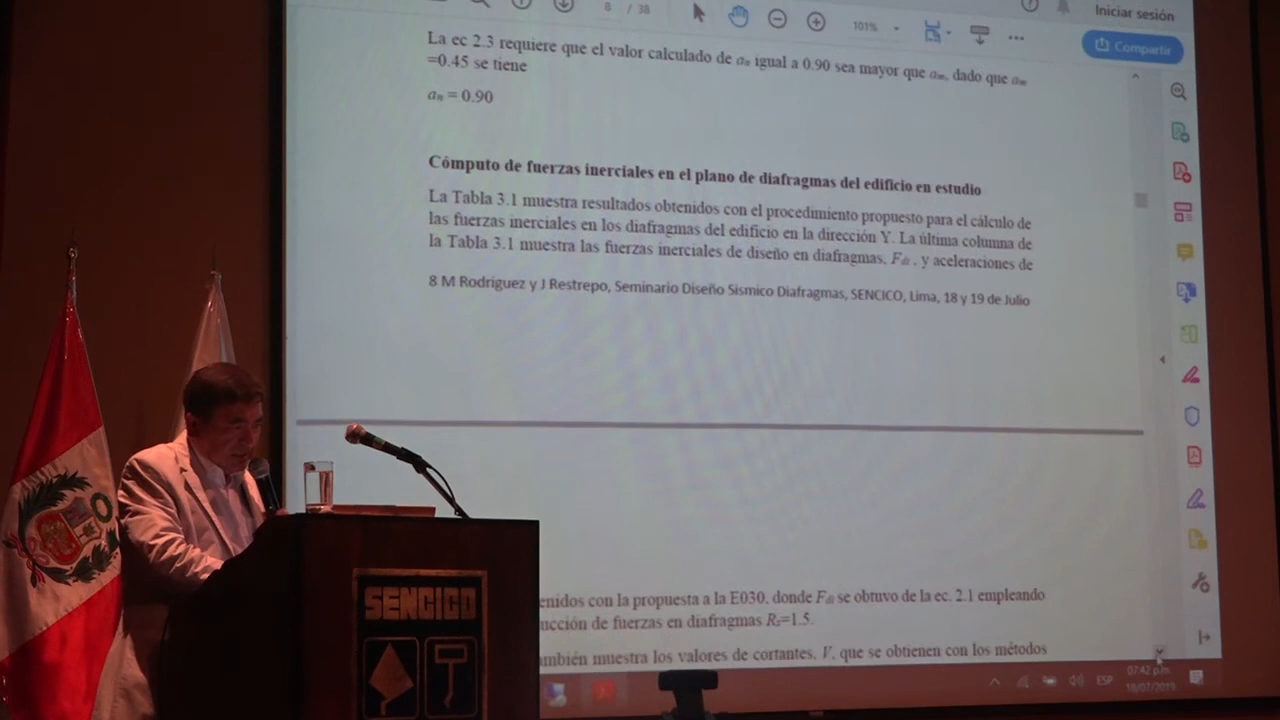 8 / 38
101%
Iniciar sesión
Compartir
La ec 2.3 requiere que el valor calculado de an igual a 0.90 sea mayor que am, dado que am
=0.45 se tiene
an = 0.90
Cómputo de fuerzas inerciales en el plano de diafragmas del edificio en estudio
La Tabla 3.1 muestra resultados obtenidos con el procedimiento propuesto para el cálculo de
las fuerzas inerciales en los diafragmas del edificio en la dirección Y. La última columna de
la Tabla 3.1 muestra las fuerzas inerciales de diseño en diafragmas, Fdi , y aceleraciones de
8 M Rodriguez y J Restrepo, Seminario Diseño Sismico Diafragmas, SENCICO, Lima, 18 y 19 de Julio
enidos con la propuesta a la E030, donde Fdi se obtuvo de la ec. 2.1 empleando
ucción de fuerzas en diafragmas Rs=1.5.
mbién muestra los valores de cortantes, V, que se obtienen con los métodos
SENCICO
ESP
07:42 p.m.
18/07/2019